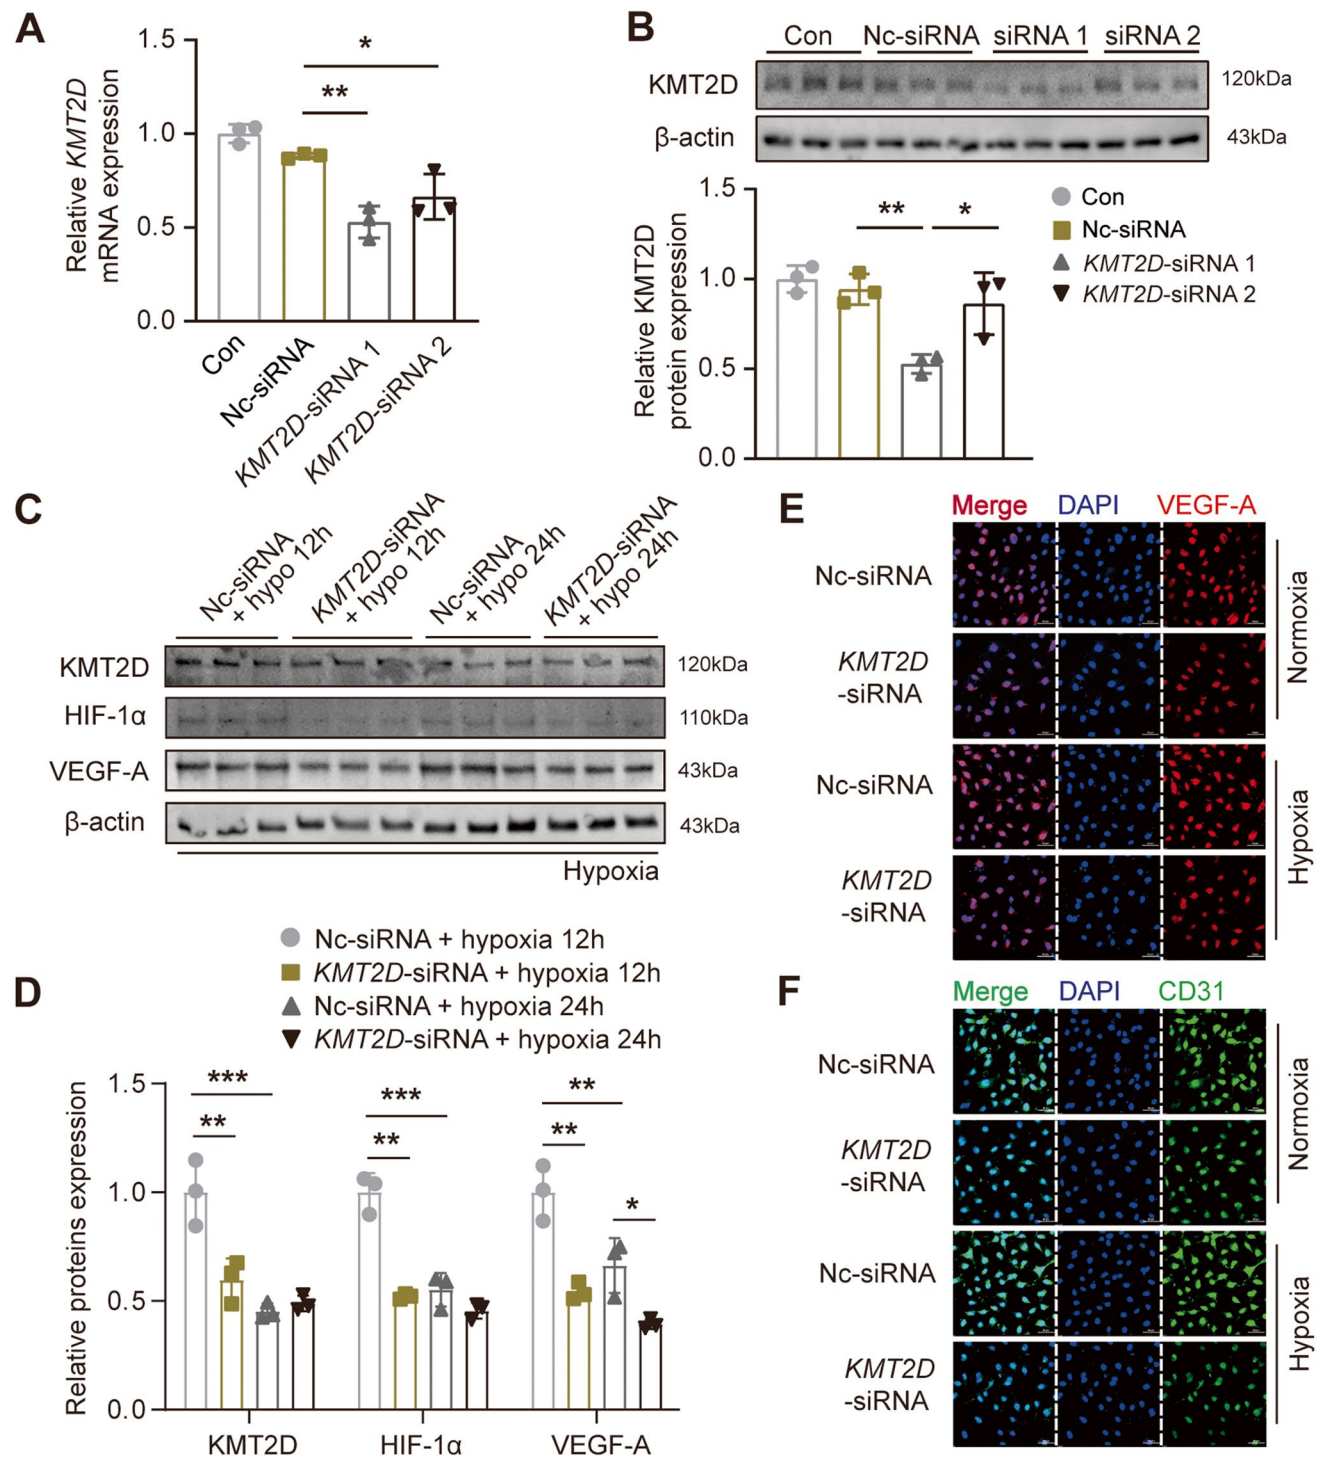 A
1.5
1.0
0.5
0.0
Relative KMT2D
mRNA expression
*
**
Con
Nc-siRNA
KMT2D-siRNA 1
KMT2D-siRNA 2
B
Con Nc-siRNA siRNA 1 siRNA 2
KMT2D 120kDa
β-actin 43kDa
1.5
1.0
0.5
0.0
Relative KMT2D
protein expression
** *
Con
Nc-siRNA
KMT2D-siRNA 1
KMT2D-siRNA 2
C
Nc-siRNA
+ hypo 12h
KMT2D-siRNA
+ hypo 12h
Nc-siRNA
+ hypo 24h
KMT2D-siRNA
+ hypo 24h
KMT2D 120kDa
HIF-1α 110kDa
VEGF-A 43kDa
β-actin 43kDa
Hypoxia
D
Nc-siRNA + hypoxia 12h
KMT2D-siRNA + hypoxia 12h
Nc-siRNA + hypoxia 24h
KMT2D-siRNA + hypoxia 24h
1.5
1.0
0.5
0.0
Relative proteins expression
***
**
***
**
**
**
*
KMT2D HIF-1α VEGF-A
E
Merge DAPI VEGF-A
Nc-siRNA
KMT2D
-siRNA
Normoxia
Nc-siRNA
KMT2D
-siRNA
Hypoxia
F
Merge DAPI CD31
Nc-siRNA
KMT2D
-siRNA
Normoxia
Nc-siRNA
KMT2D
-siRNA
Hypoxia